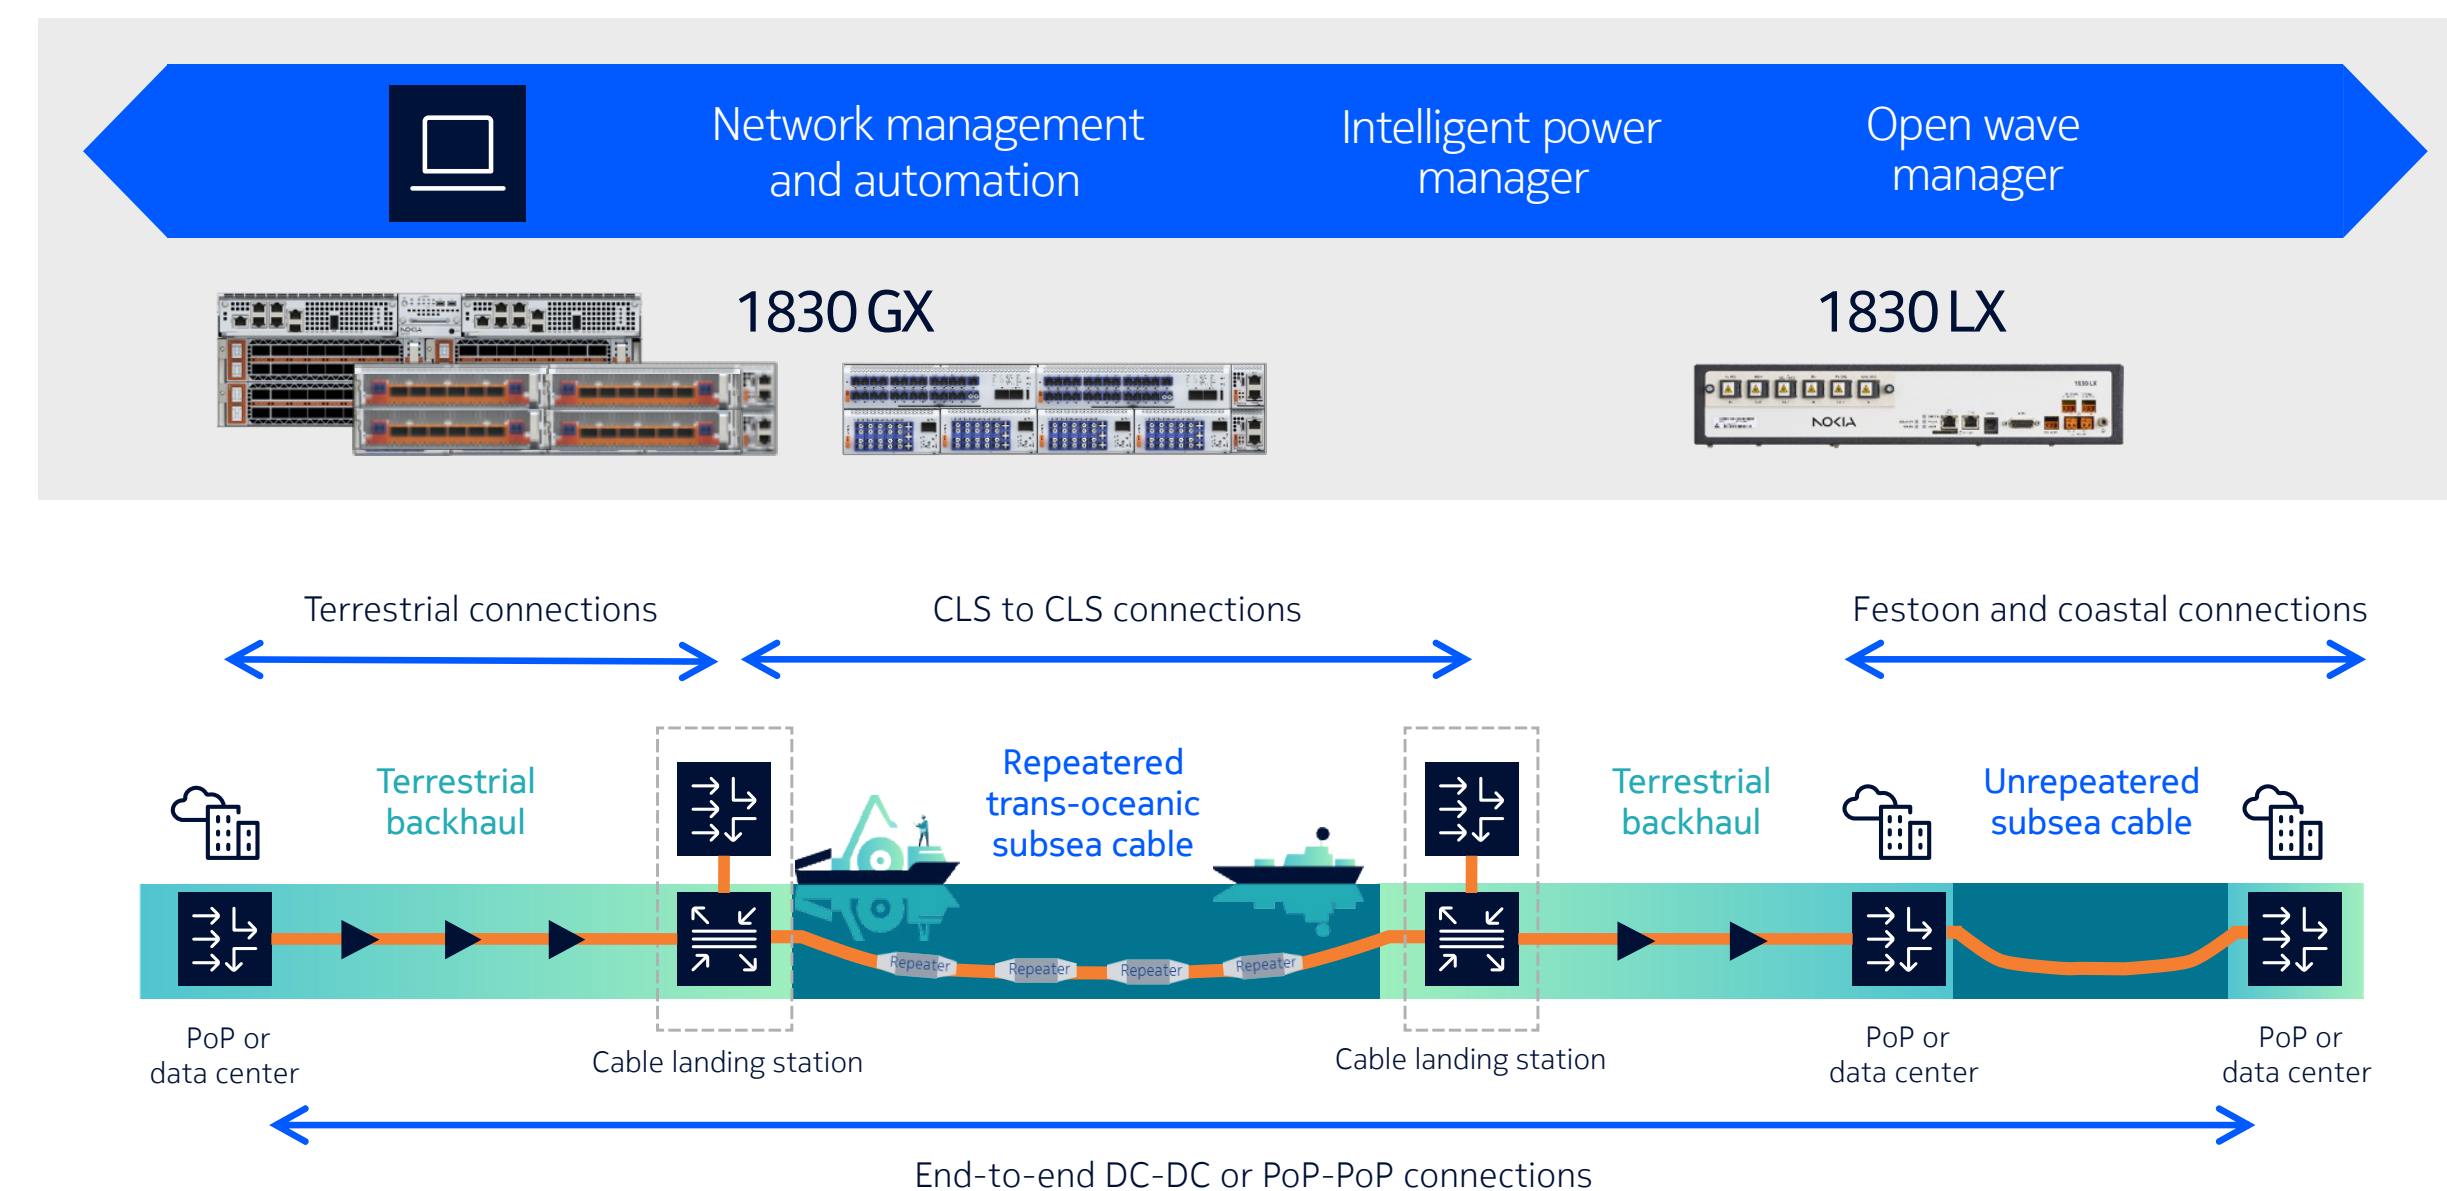 Network management
and automation
Intelligent power
manager
Open wave
manager
1830 GX
1830 LX
NOKIA
1830 LX
NOKIA
Terrestrial connections
CLS to CLS connections
Festoon and coastal connections
Terrestrial
backhaul
Repeatered
trans-oceanic
subsea cable
Terrestrial
backhaul
Unrepeatered
subsea cable
Repeater
Repeater
Repeater
Repeater
PoP or
data center
Cable landing station
Cable landing station
PoP or
data center
PoP or
data center
End-to-end DC-DC or PoP-PoP connections